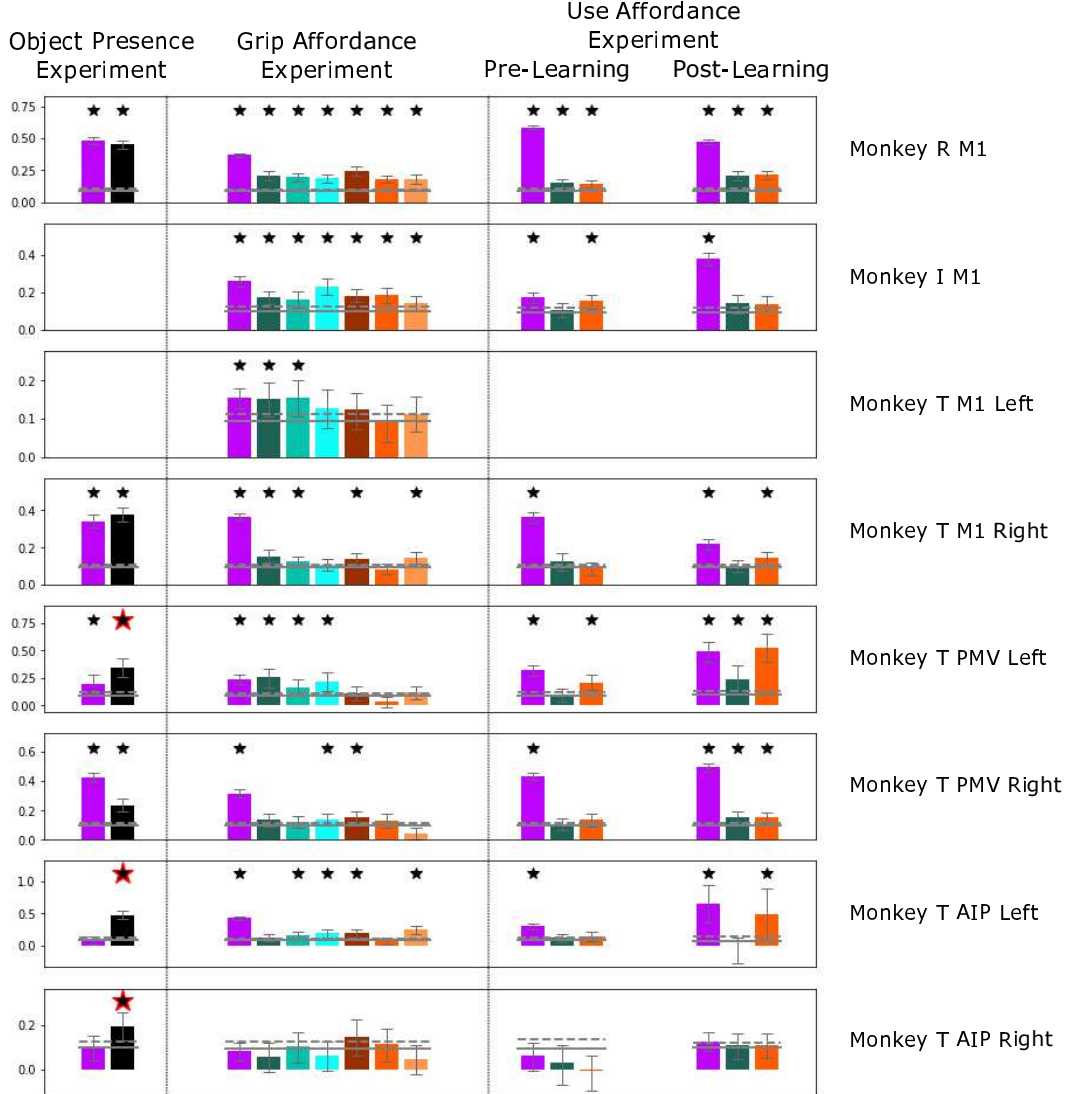 Use Affordance
Object Presence Grip Affordance Experiment
Experiment Experiment Pre-Learning Post-Learning
0.75
0.50
0.25
0.00
Monkey R M1
0.4
0.2
0.0
Monkey I M1
0.2
0.1
0.0
Monkey T M1 Left
0.4
0.2
0.0
Monkey T M1 Right
0.75
0.50
0.25
0.00
Monkey T PMV Left
0.6
0.4
0.2
0.0
Monkey T PMV Right
1.0
0.5
0.0
Monkey T AIP Left
0.2
0.0
Monkey T AIP Right